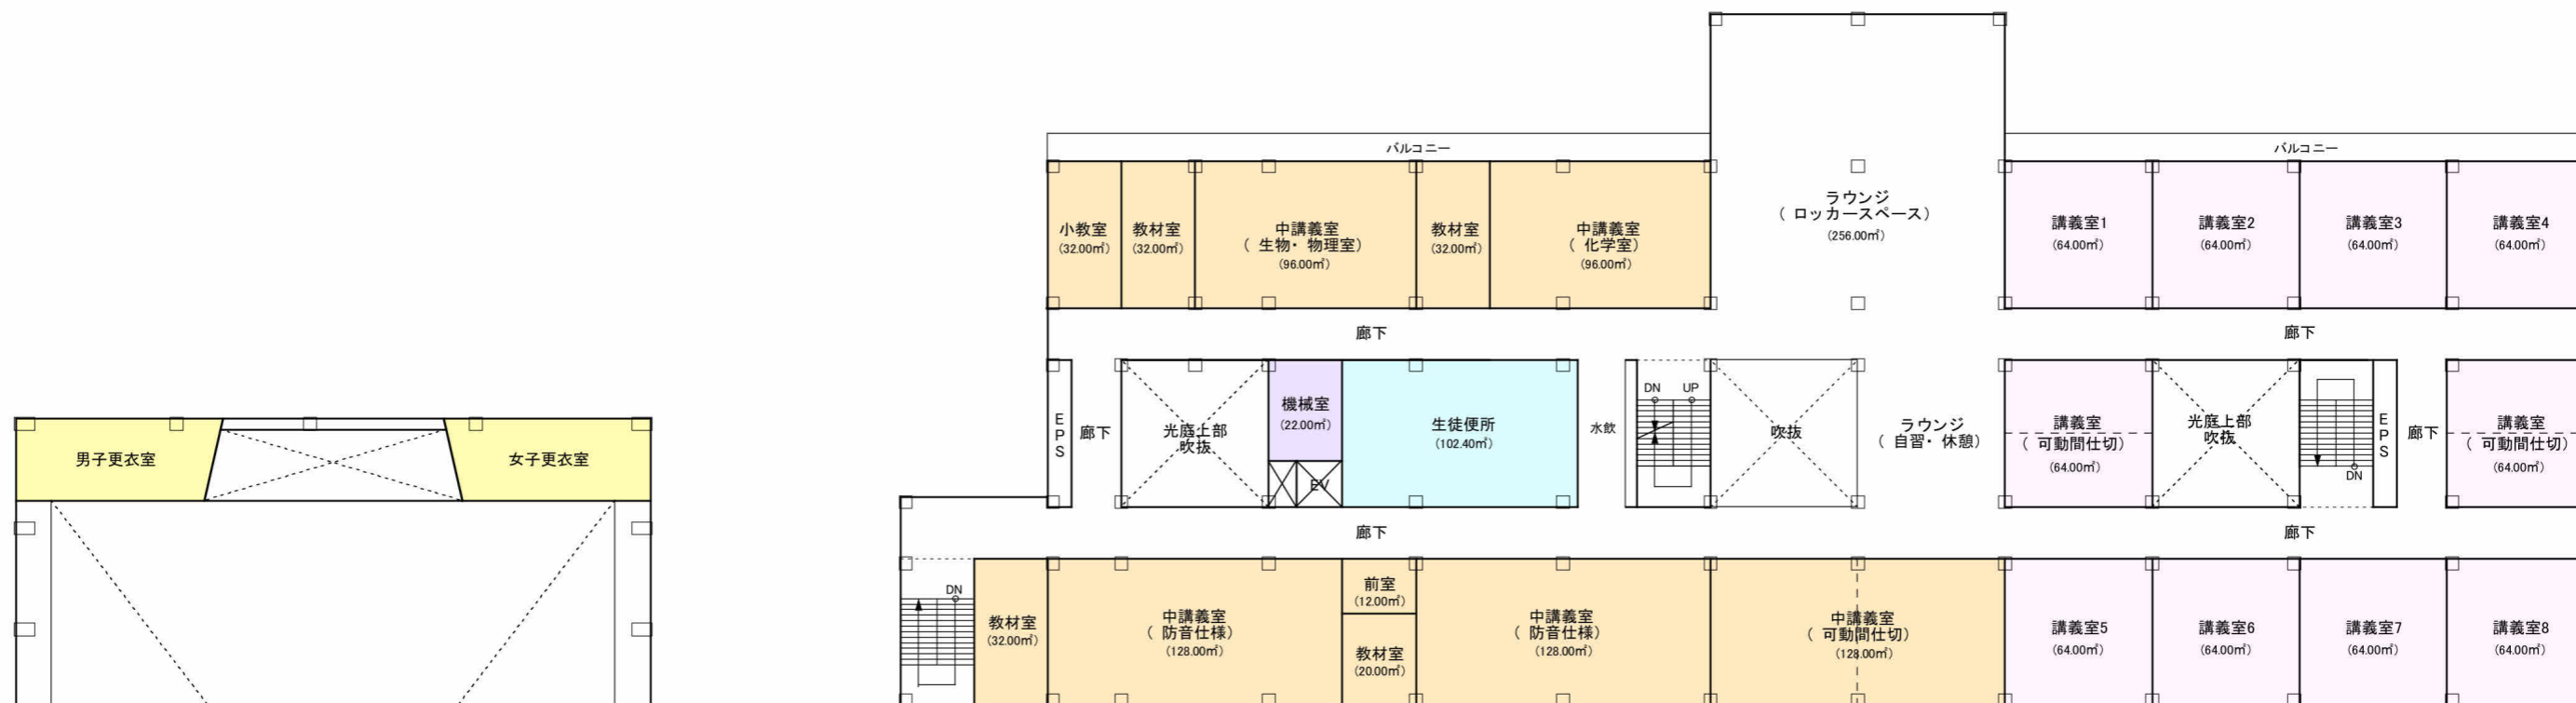 バルコニー
バルコニー
小教室
(32.00㎡)
教材室
(32.00㎡)
中講義室
( 生物・物理室)
(96.00㎡)
教材室
(32.00㎡)
中講義室
( 化学室)
(96.00㎡)
ラウンジ
( ロッカースペース)
(256.00㎡)
講義室1
(64.00㎡)
講義室2
(64.00㎡)
講義室3
(64.00㎡)
講義室4
(64.00㎡)
廊下
廊下
男子更衣室
女子更衣室
EPS
廊下
光庭上部
吹抜
機械室
(22.00㎡)
EV
生徒便所
(102.40㎡)
水飲
DN
UP
吹抜
ラウンジ
( 自習・休憩)
講義室
( 可動間仕切)
(64.00㎡)
光庭上部
吹抜
DN
EPS
廊下
講義室
( 可動間仕切)
(64.00㎡)
廊下
廊下
DN
教材室
(32.00㎡)
中講義室
( 防音仕様)
(128.00㎡)
前室
(12.00㎡)
教材室
(20.00㎡)
中講義室
( 防音仕様)
(128.00㎡)
中講義室
( 可動間仕切)
(128.00㎡)
講義室5
(64.00㎡)
講義室6
(64.00㎡)
講義室7
(64.00㎡)
講義室8
(64.00㎡)